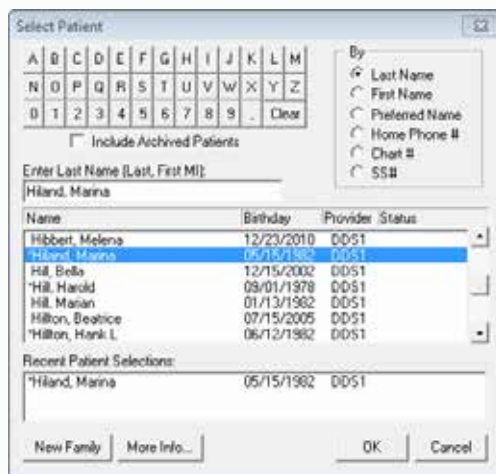 Select Patient
A B C D E F G H I J K L M
N O P Q R S T U V W X Y Z
0 1 2 3 4 5 6 7 8 9 . Clear
Include Archived Patients
By
Last Name
First Name
Preferred Name
Home Phone #
Chart #
SS#
Enter Last Name (Last, First MI):
Hiland, Marina
Name Birthday Provider Status
Hibbert, Melena 12/23/2010 DDS1
*Hiland, Marina 05/15/1982 DDS1
Hill, Bella 12/15/2002 DDS1
*Hill, Harold 09/01/1978 DDS1
Hill, Marian 01/13/1982 DDS1
Hillton, Beatrice 07/15/2005 DDS1
*Hillton, Hank L 06/12/1982 DDS1
Recent Patient Selections:
*Hiland, Marina 05/15/1982 DDS1
New Family More Info... OK Cancel